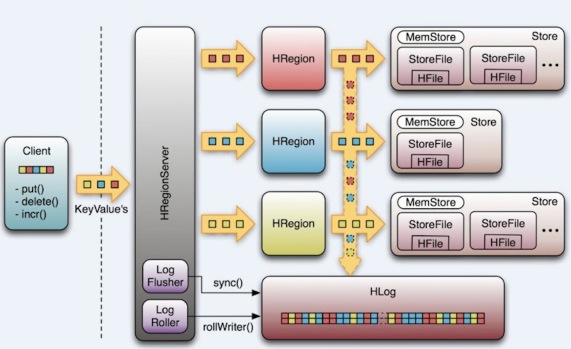 Client
- put()
- delete()
- incr()
KeyValue's
HRegionServer
Log
Flusher
Log
Roller
sync()
rollWriter()
HRegion
HRegion
HRegion
MemStore
Store
StoreFile
HFile
StoreFile
HFile
...
MemStore
Store
StoreFile
HFile
MemStore
Store
StoreFile
HFile
StoreFile
HFile
...
HLog